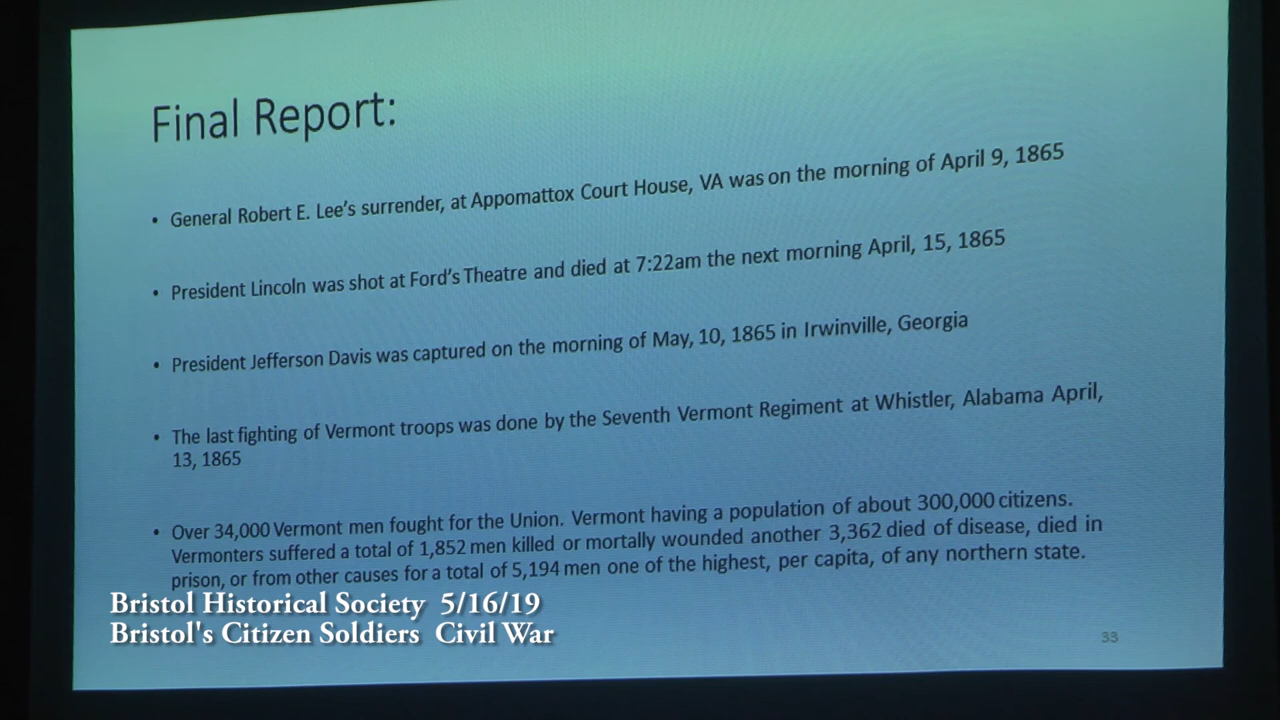 Final Report:
• General Robert E. Lee's surrender, at Appomattox Court House, VA was on the morning of April 9, 1865
• President Lincoln was shot at Ford's Theatre and died at 7:22am the next morning April, 15, 1865
• President Jefferson Davis was captured on the morning of May, 10, 1865 in Irwinville, Georgia
• The last fighting of Vermont troops was done by the Seventh Vermont Regiment at Whistler, Alabama April,
13, 1865
• Over 34,000 Vermont men fought for the Union. Vermont having a population of about 300,000 citizens.
Vermonters suffered a total of 1,852 men killed or mortally wounded another 3,362 died of disease, died in
prison, or from other causes for a total of 5,194 men one of the highest, per capita, of any northern state.
Bristol Historical Society 5/16/19
Bristol's Citizen Soldiers Civil War
33